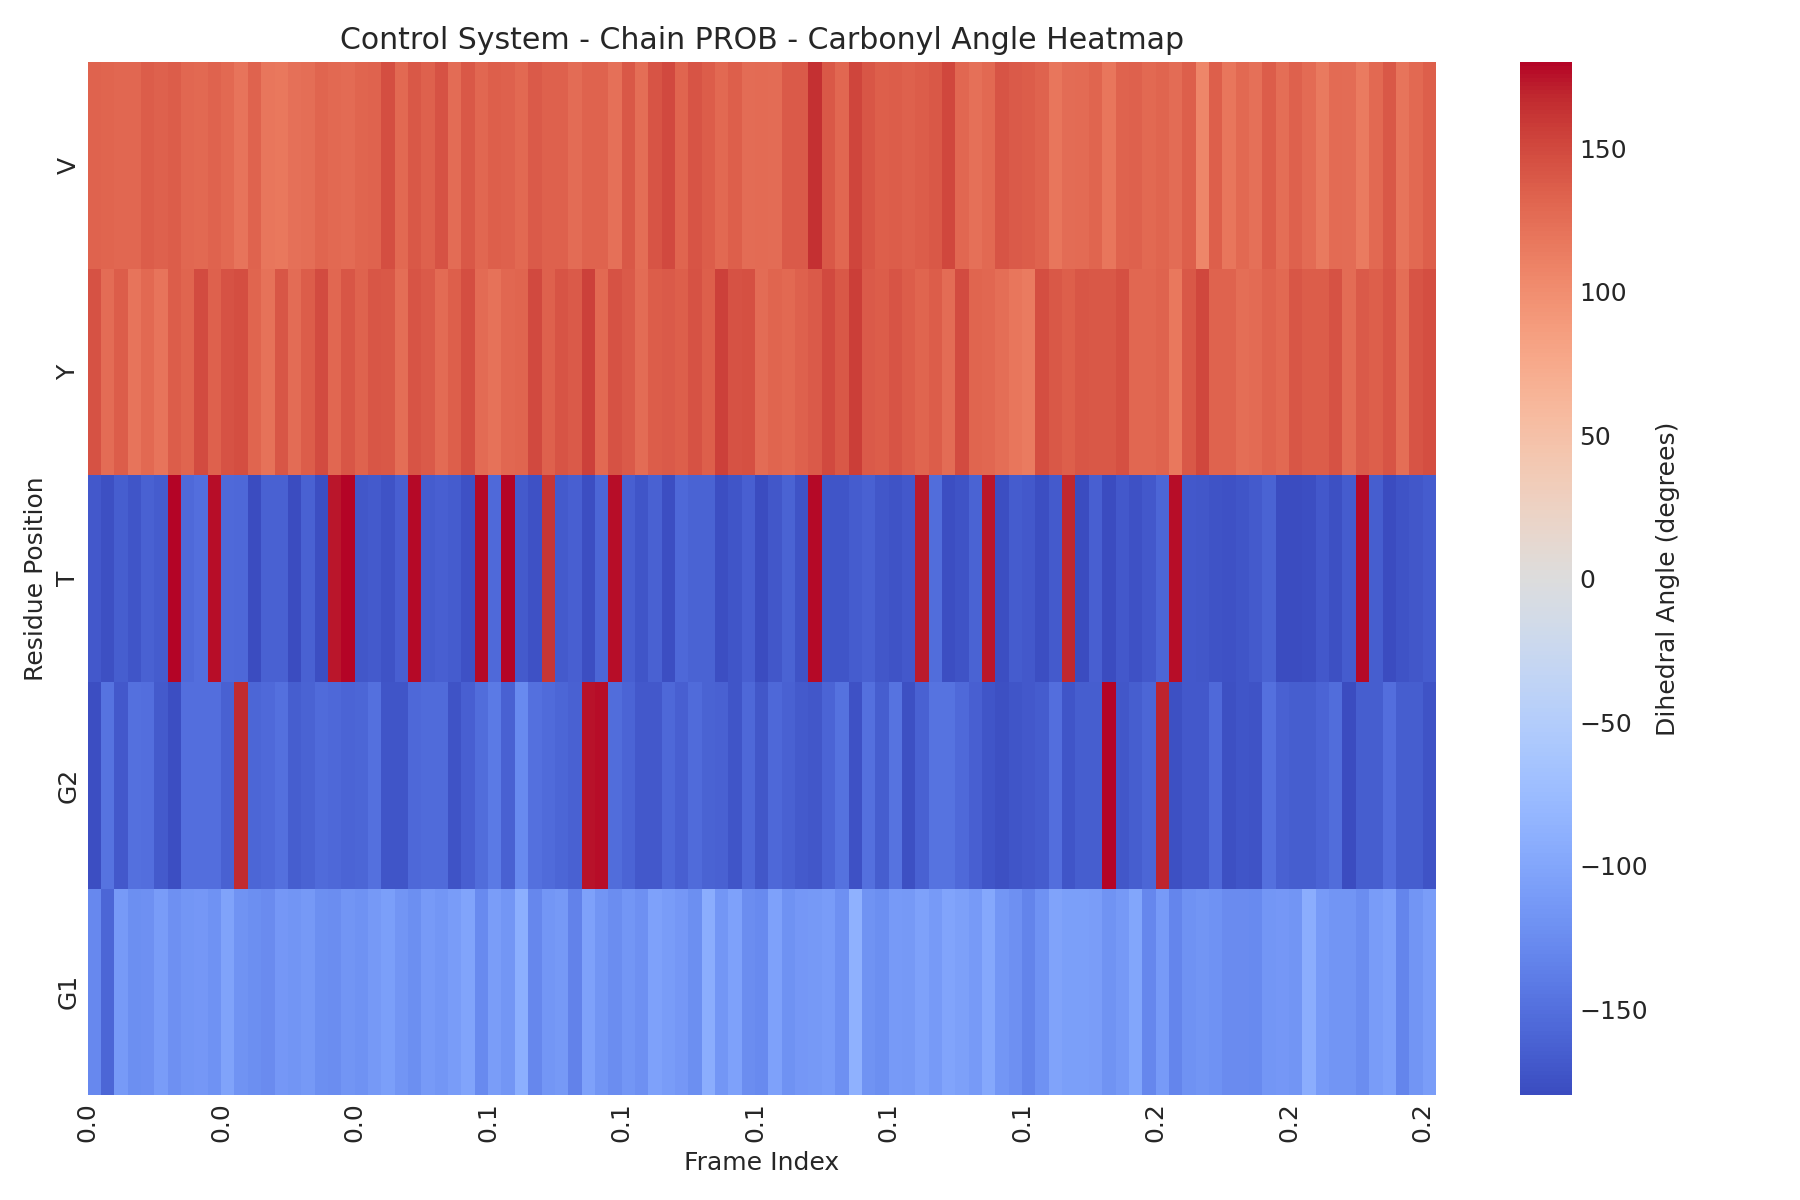 Control System - Chain PROB - Carbonyl Angle Heatmap
Residue Position
V
Y
T
G2
G1
0.0
0.0
0.0
0.1
0.1
0.1
0.1
0.1
0.2
0.2
0.2
Frame Index
150
100
50
0
−50
−100
−150
Dihedral Angle (degrees)